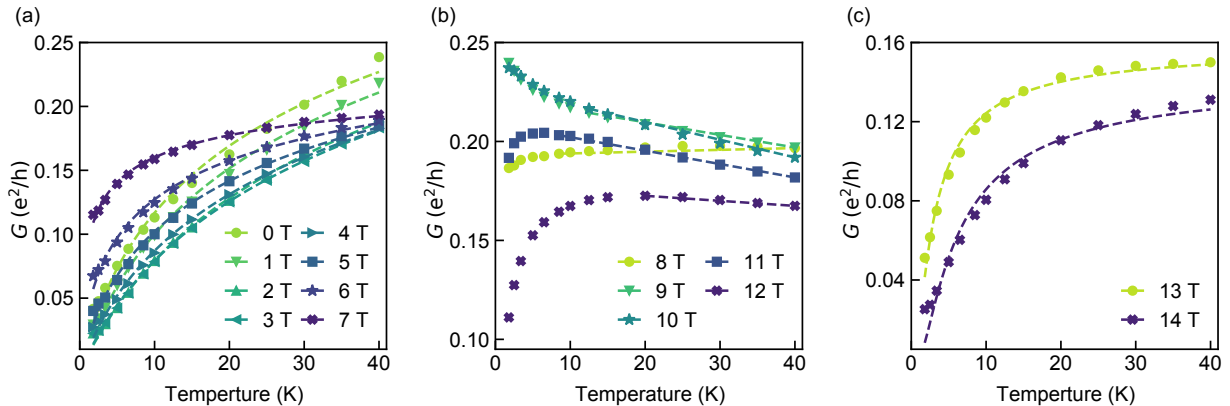 (a)
G (e²/h)
0.25
0.20
0.15
0.10
0.05
0
10
20
30
40
Temperture (K)
0 T
1 T
2 T
3 T
4 T
5 T
6 T
7 T
(b)
G (e²/h)
0.25
0.20
0.15
0.10
0
10
20
30
40
Temperature (K)
8 T
9 T
10 T
11 T
12 T
(c)
G (e²/h)
0.16
0.12
0.08
0.04
0
10
20
30
40
Temperture (K)
13 T
14 T